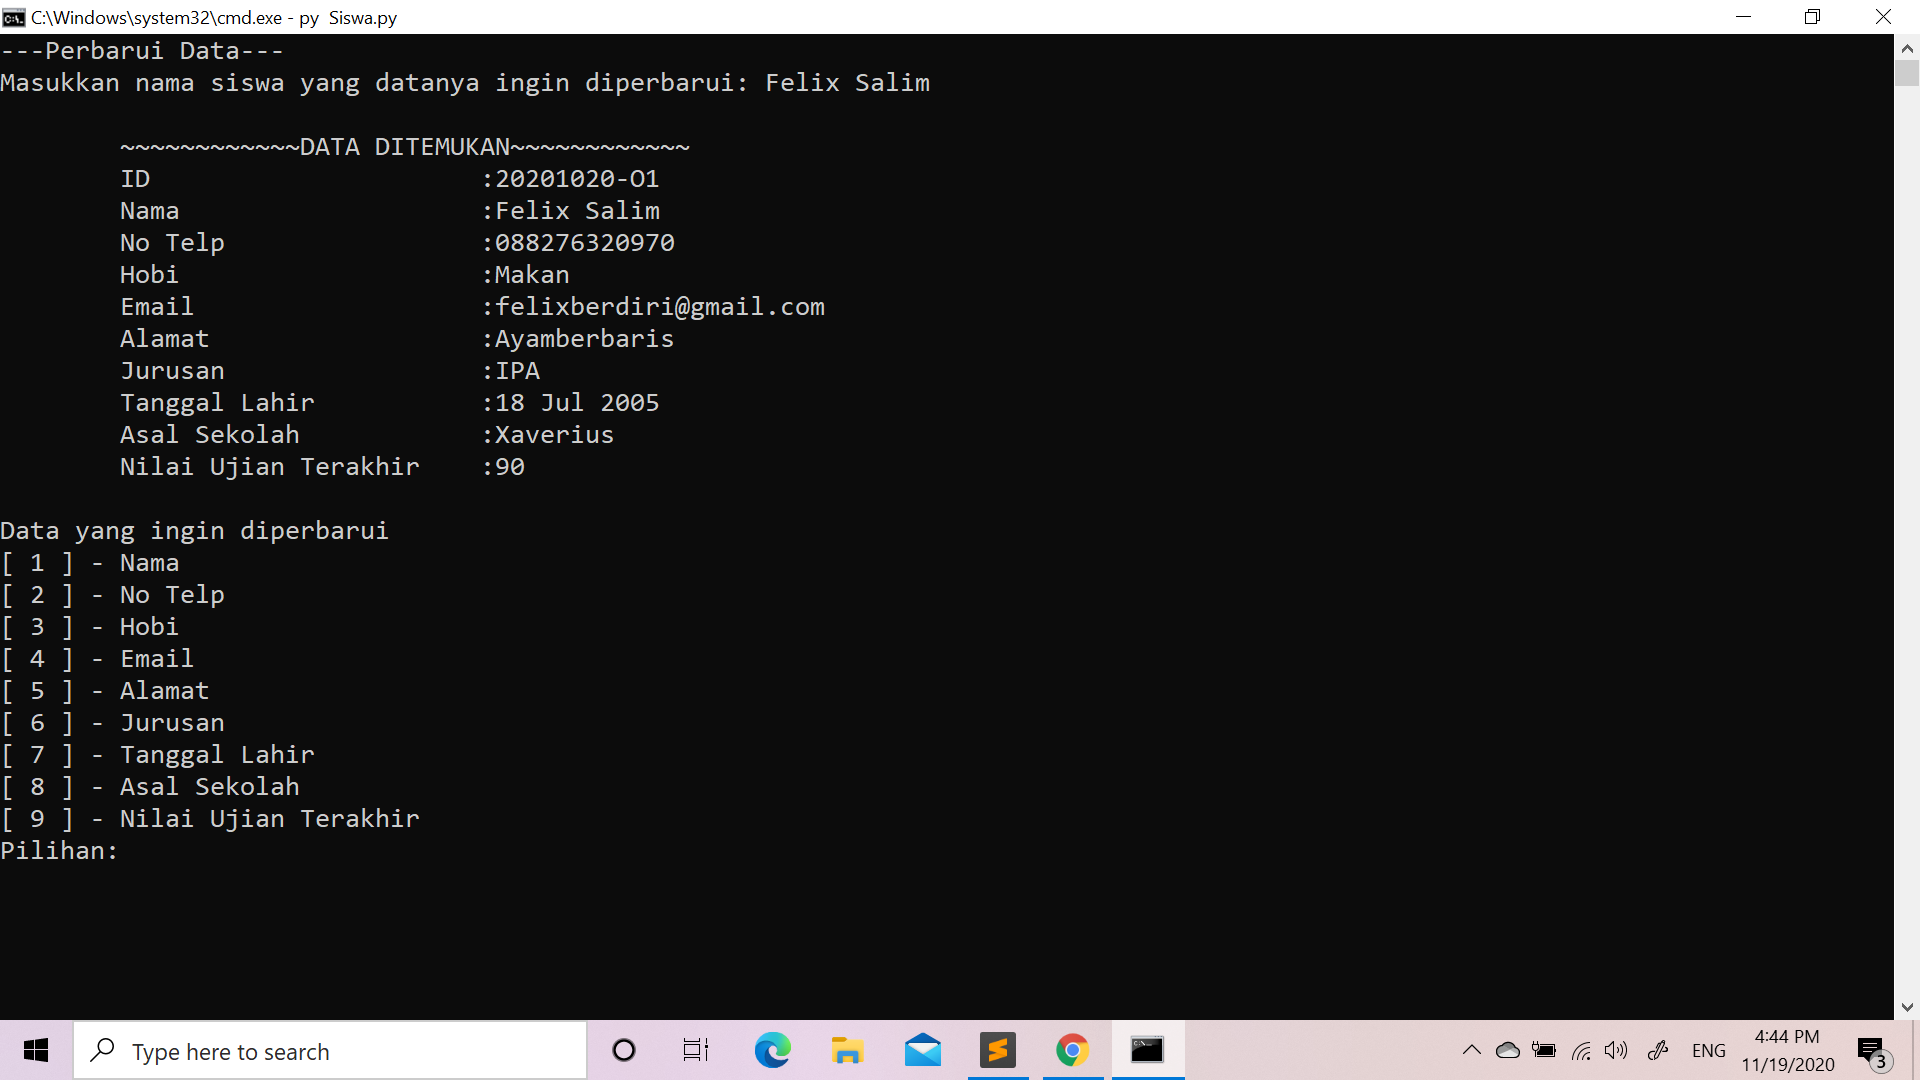 C:\Windows\system32\cmd.exe - py  Siswa.py
---Perbarui Data---
Masukkan nama siswa yang datanya ingin diperbarui: Felix Salim
~~~~~~~~~~~~DATA DITEMUKAN~~~~~~~~~~~~
ID :20201020-O1
Nama :Felix Salim
No Telp :088276320970
Hobi :Makan
Email :felixberdiri@gmail.com
Alamat :Ayamberbaris
Jurusan :IPA
Tanggal Lahir :18 Jul 2005
Asal Sekolah :Xaverius
Nilai Ujian Terakhir :90
Data yang ingin diperbarui
[ 1 ] - Nama
[ 2 ] - No Telp
[ 3 ] - Hobi
[ 4 ] - Email
[ 5 ] - Alamat
[ 6 ] - Jurusan
[ 7 ] - Tanggal Lahir
[ 8 ] - Asal Sekolah
[ 9 ] - Nilai Ujian Terakhir
Pilihan:
Type here to search
ENG
4:44 PM
11/19/2020
3